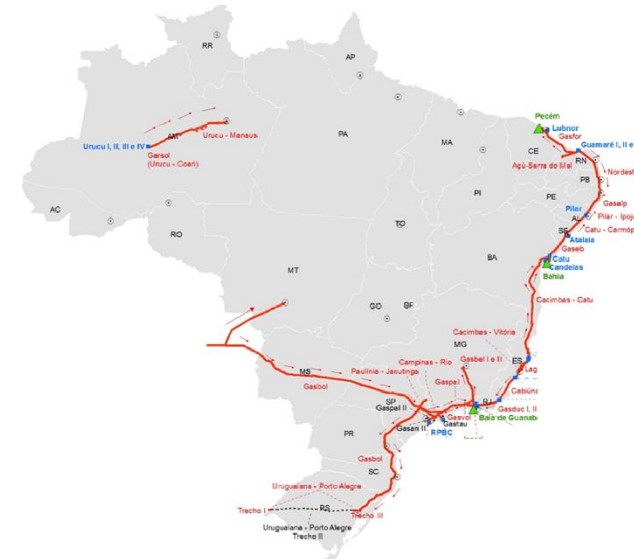 RR
AP
Pecém
Lubnor
Gasfor
Guamaré I, II e
Urucu - Manaus
AM
Urucu I, II, III e IV
Garsol
(Urucu - Coari)
PA
MA
CE
RN
Açú-Serra do Mel
Nordest
PB
PI
PE
Gasalp
AC
Pilar
AL
Pilar - Ipoj
RO
TO
SE
Catu - Carmóp
Atalaia
Gaseb
BA
MT
Catu
Candeias
Bahia
GO
DF
Cacimbas - Catu
MG
Cacimbas - Vitória
Campinas - Rio
Gasbel I e II
ES
Paulínia - Jacutinga
Lag
MS
Gasbol
Gaspal
Cabiúna
SP
RJ
Gaspal II
Gasvol
Gasduc I, II
Gasan II
Gastau
Baía de Guanaba
RPBC
PR
Gasbol
SC
Uruguaiana - Porto Alegre
Trecho I
RS
Trecho III
Uruguaiana - Porto Alegre
Trecho II